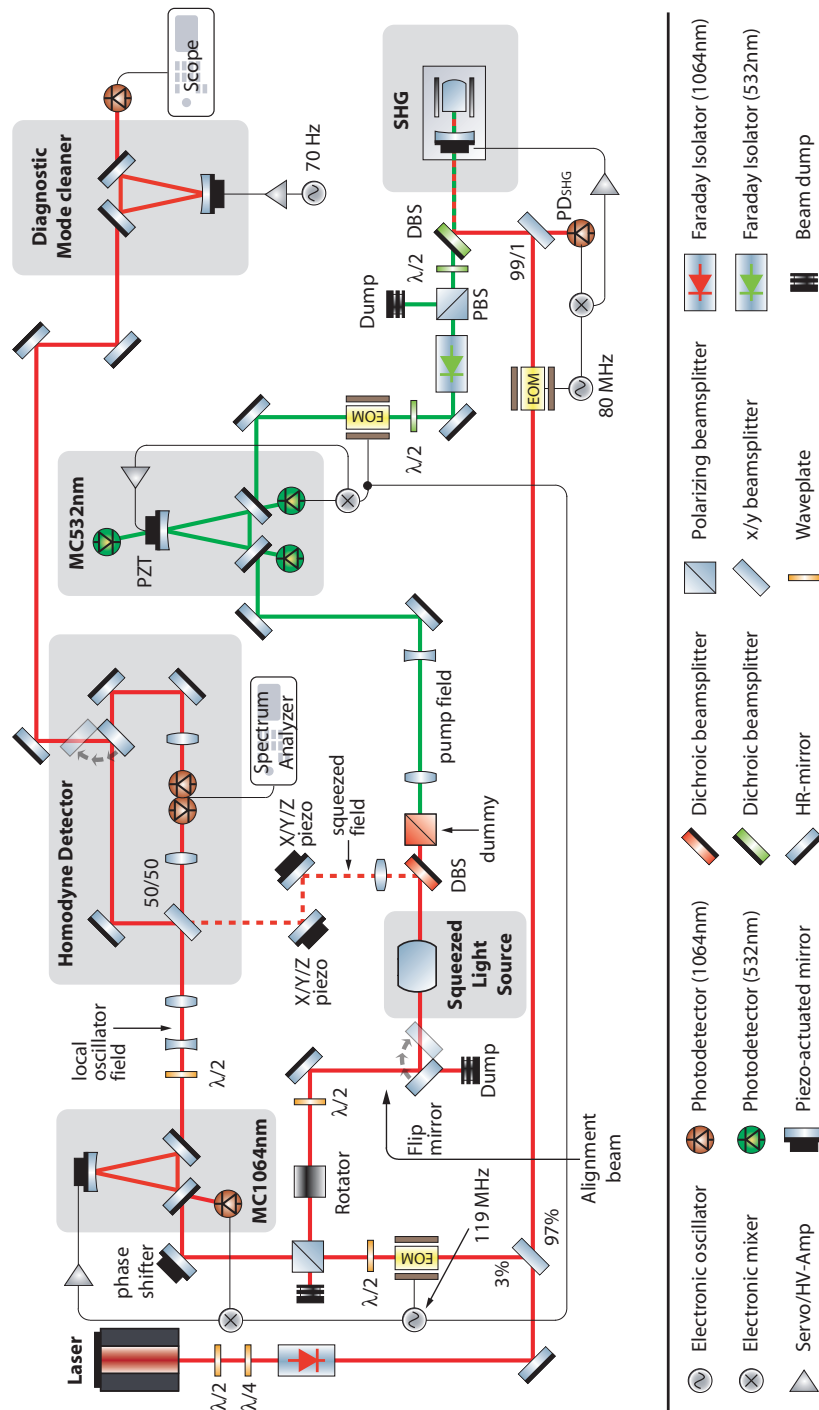 Laser
λ/2
λ/4
phase
shifter
MC1064nm
λ/2
local
oscillator
field
Homodyne Detector
50/50
Spectrum
Analyzer
X/Y/Z
piezo
X/Y/Z
piezo
squeezed
field
Diagnostic
Mode cleaner
Scope
70 Hz
MC532nm
PZT
EOM
λ/2
Dump
PBS
λ/2
DBS
SHG
PDSHG
99/1
EOM
80 MHz
pump field
dummy
DBS
Squeezed
Light
Source
Flip
mirror
Dump
Alignment
beam
λ/2
Rotator
λ/2
EOM
119 MHz
3%
97%
Electronic oscillator
Electronic mixer
Servo/HV-Amp
Photodetector (1064nm)
Photodetector (532nm)
Piezo-actuated mirror
Dichroic beamsplitter
Dichroic beamsplitter
HR-mirror
Polarizing beamsplitter
x/y beamsplitter
Waveplate
Faraday Isolator (1064nm)
Faraday Isolator (532nm)
Beam dump